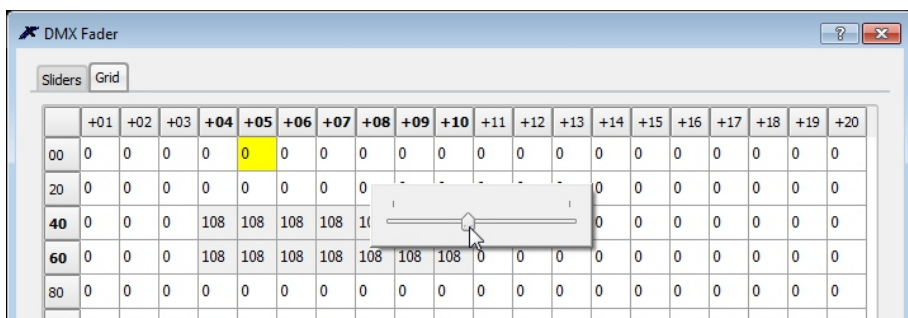 DMX Fader
Sliders Grid
+01 +02 +03 +04 +05 +06 +07 +08 +09 +10 +11 +12 +13 +14 +15 +16 +17 +18 +19 +20
00 0 0 0 0 0 0 0 0 0 0 0 0 0 0 0 0 0 0 0 0
20 0 0 0 0 0 0 0 0 0 0 0 0 0 0
40 0 0 0 108 108 108 108 0 0 0 0 0 0 0
60 0 0 0 108 108 108 108 108 108 108 0 0 0 0 0 0 0 0 0 0
80 0 0 0 0 0 0 0 0 0 0 0 0 0 0 0 0 0 0 0 0